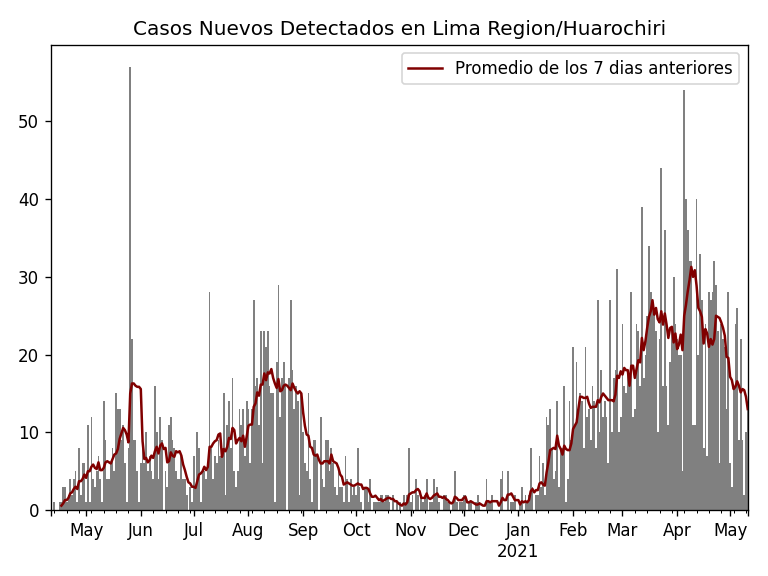 Casos Nuevos Detectados en Lima Region/Huarochiri
Promedio de los 7 dias anteriores
50
40
30
20
10
0
May Jun Jul Aug Sep Oct Nov Dec Jan Feb Mar Apr May
2021